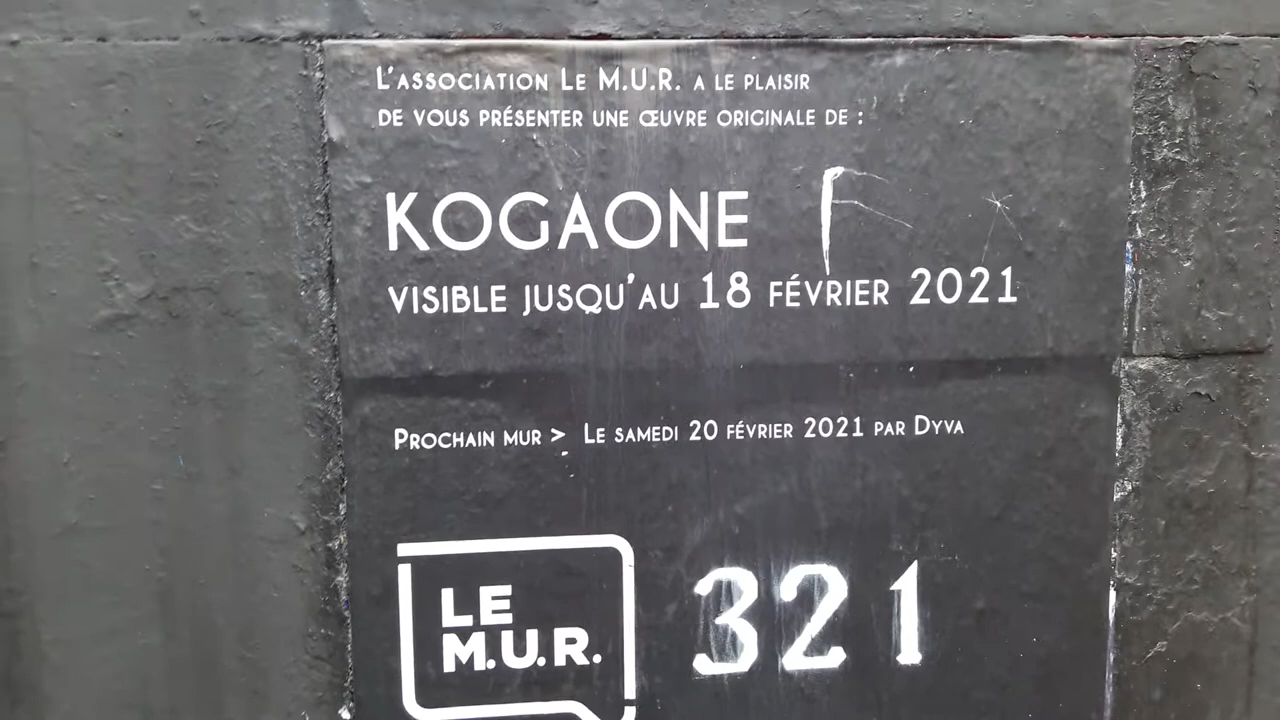 L'ASSOCIATION LE M.U.R. A LE PLAISIR
DE VOUS PRÉSENTER UNE ŒUVRE ORIGINALE DE :
KOGAONE
VISIBLE JUSQU'AU 18 FÉVRIER 2021
PROCHAIN MUR > LE SAMEDI 20 FÉVRIER 2021 PAR DYVA
LE
M.U.R.
321